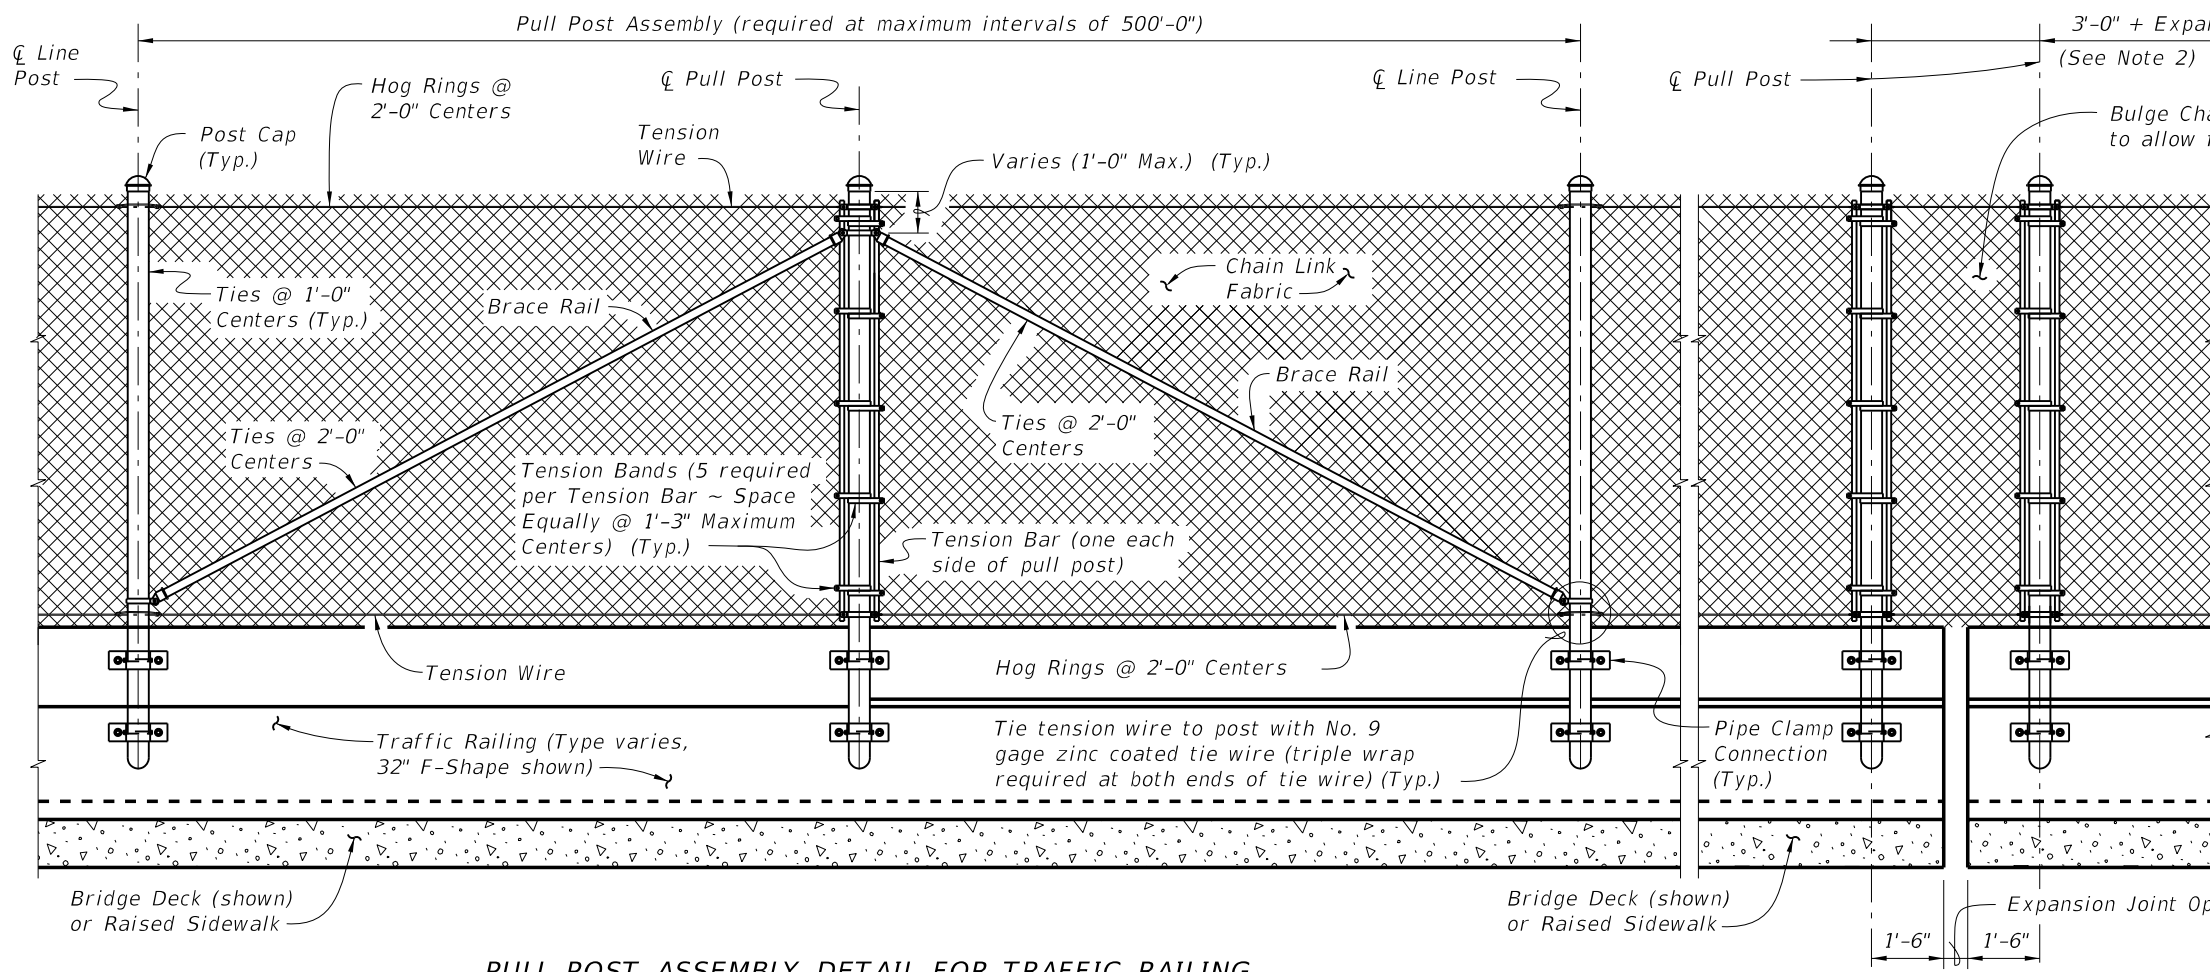 Pull Post Assembly (required at maximum intervals of 500'-0")
3'-0" + Expan
(See Note 2)
℄ Line
Post
Hog Rings @
2'-0" Centers
℄ Pull Post
℄ Line Post
℄ Pull Post
Post Cap
(Typ.)
Tension
Wire
Varies (1'-0" Max.) (Typ.)
Bulge Cha
to allow f
Ties @ 1'-0"
Centers (Typ.)
Brace Rail
Chain Link
Fabric
Brace Rail
Ties @ 2'-0"
Centers
Ties @ 2'-0"
Centers
Tension Bands (5 required
per Tension Bar ~ Space
Equally @ 1'-3" Maximum
Centers) (Typ.)
Tension Bar (one each
side of pull post)
Tension Wire
Hog Rings @ 2'-0" Centers
Traffic Railing (Type varies,
32" F-Shape shown)
Tie tension wire to post with No. 9
gage zinc coated tie wire (triple wrap
required at both ends of tie wire) (Typ.)
Pipe Clamp
Connection
(Typ.)
Bridge Deck (shown)
or Raised Sidewalk
Bridge Deck (shown)
or Raised Sidewalk
Expansion Joint Op
1'-6"
1'-6"
PULL POST ASSEMBLY DETAIL FOR TRAFFIC RAILING